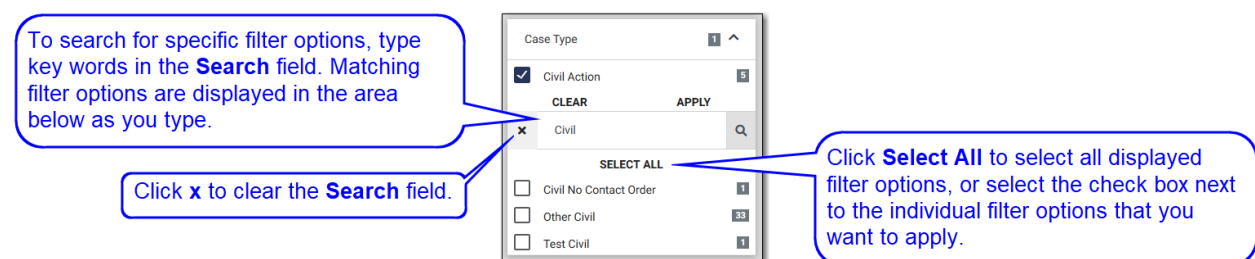 To search for specific filter options, type
key words in the Search field. Matching
filter options are displayed in the area
below as you type.
Click x to clear the Search field.
Case Type 1
Civil Action 5
CLEAR APPLY
x Civil
SELECT ALL
Civil No Contact Order 1
Other Civil 33
Test Civil 1
Click Select All to select all displayed
filter options, or select the check box next
to the individual filter options that you
want to apply.